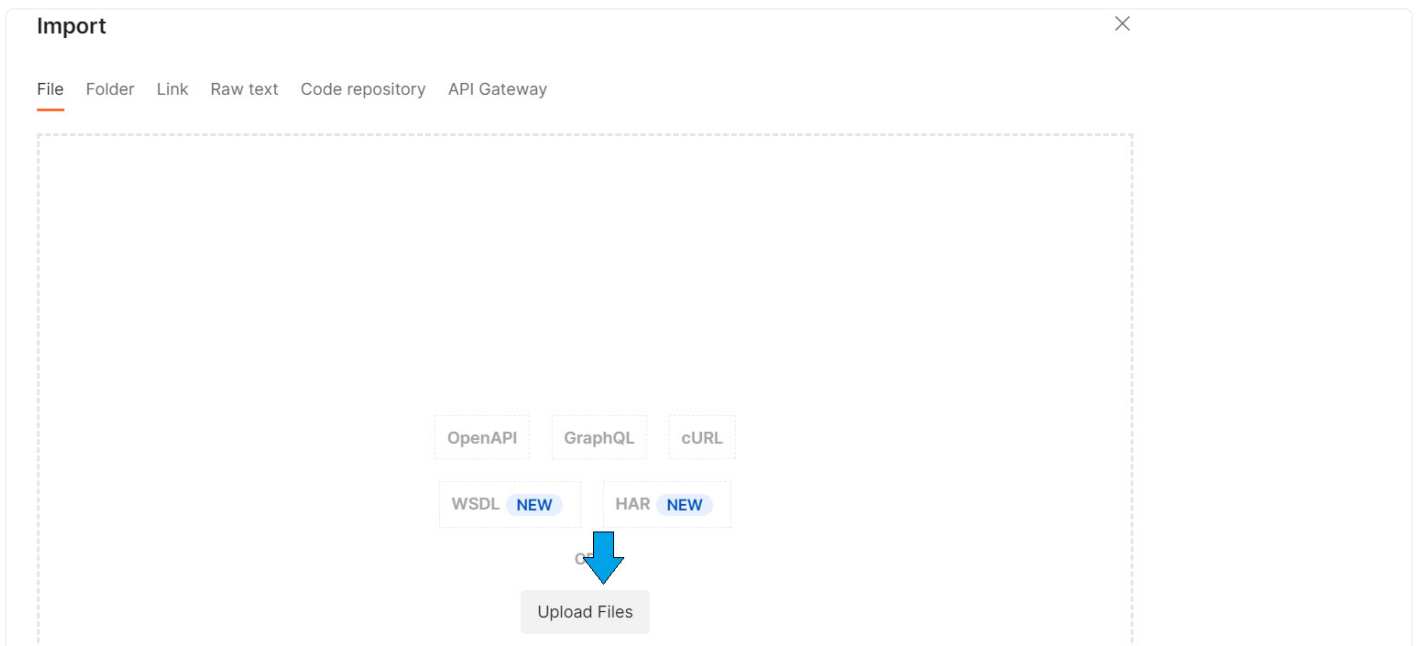 Import
File Folder Link Raw text Code repository API Gateway
OpenAPI GraphQL cURL
WSDL NEW HAR NEW
Upload Files